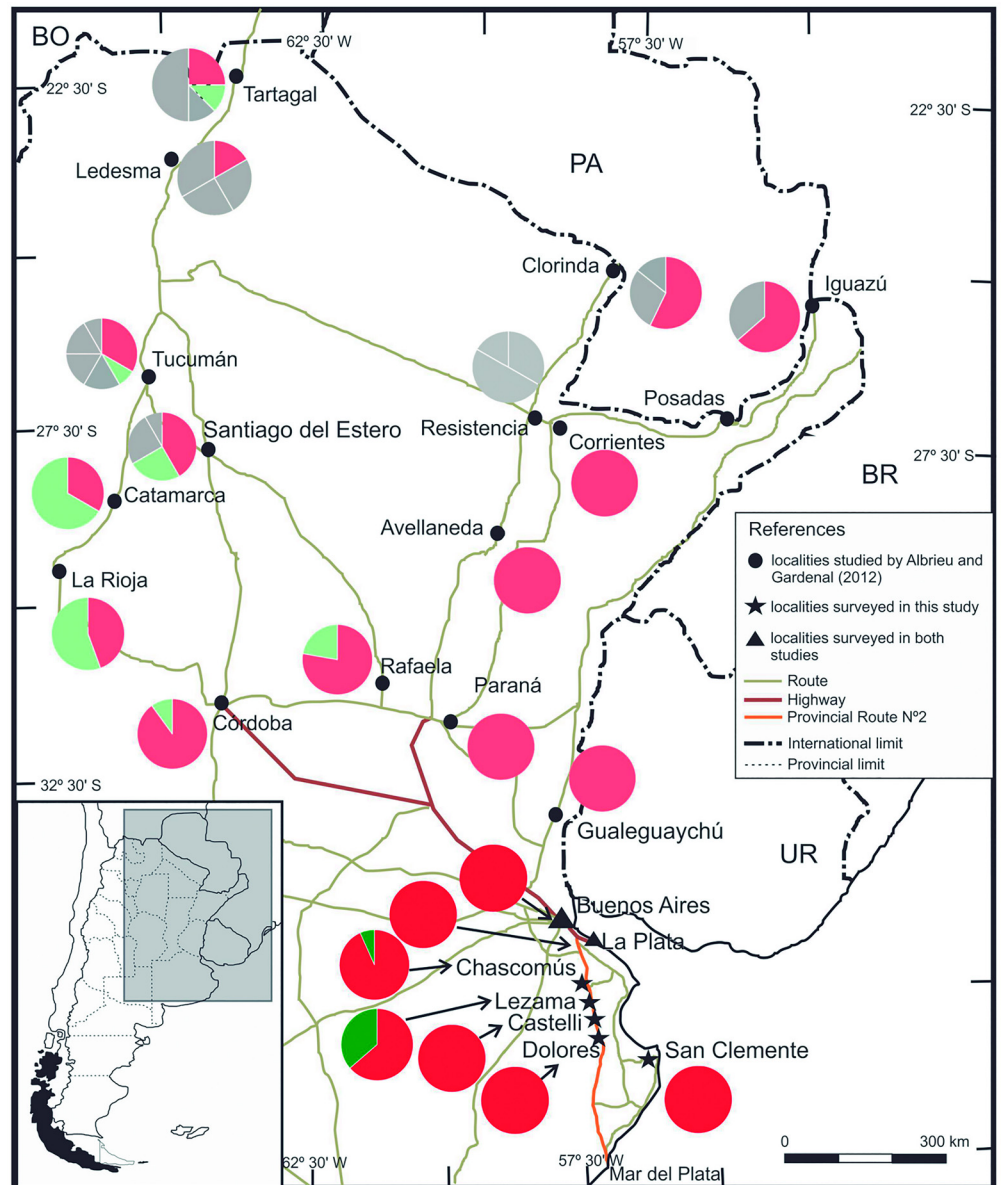 BO
62º 30' W
57º 30' W
22º 30' S
Tartagal
22º 30' S
Ledesma
PA
Clorinda
Iguazú
Tucumán
Posadas
Santiago del Estero
Resistencia
Corrientes
27º 30' S
27º 30' S
BR
Catamarca
Avellaneda
References
localities studied by Albrieu and
Gardenal (2012)
localities surveyed in this study
localities surveyed in both
studies
Route
Highway
Provincial Route Nº2
International limit
Provincial limit
La Rioja
Rafaela
Paraná
Córdoba
32º 30' S
Gualeguaychú
UR
Buenos Aires
La Plata
Chascomús
Lezama
Castelli
Dolores
San Clemente
0
300 km
62º 30' W
57º 30' W
Mar del Plata